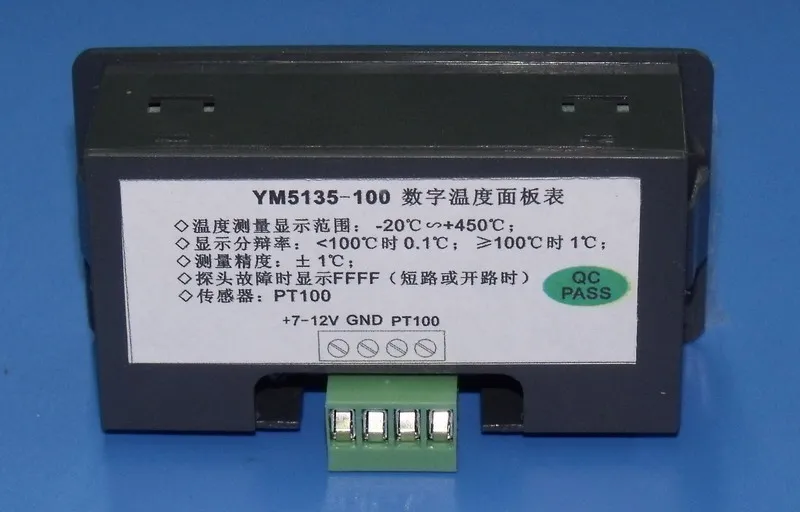 YM5135-100 数字温度面板表
◇温度测量显示范围: -20℃∽+450℃;
◇显示分辩率: <100℃时 0.1℃; ≥100℃时 1℃;
◇测量精度: ±1℃;
◇探头故障时显示FFFF（短路或开路时）
◇传感器: PT100
QC
PASS
+7-12V GND PT100